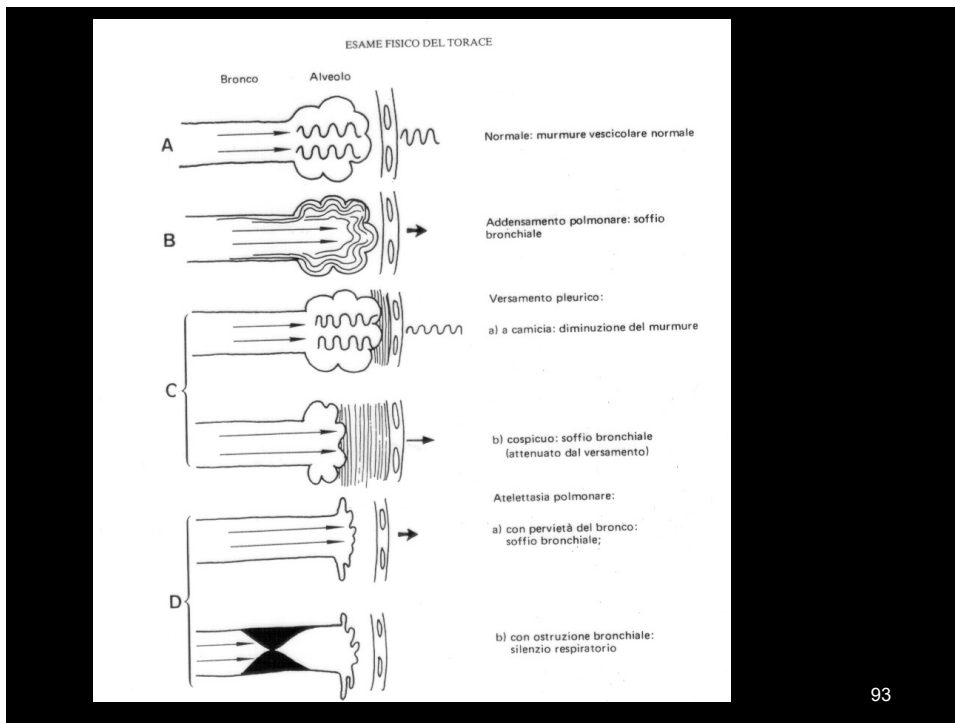 ESAME FISICO DEL TORACE
Bronco Alveolo
A
Normale: murmure vescicolare normale
B
Addensamento polmonare: soffio
bronchiale
C
Versamento pleurico:
a) a camicia: diminuzione del murmure
b) cospicuo: soffio bronchiale
(attenuato dal versamento)
D
Atelettasia polmonare:
a) con pervietà del bronco:
soffio bronchiale;
b) con ostruzione bronchiale:
silenzio respiratorio
93